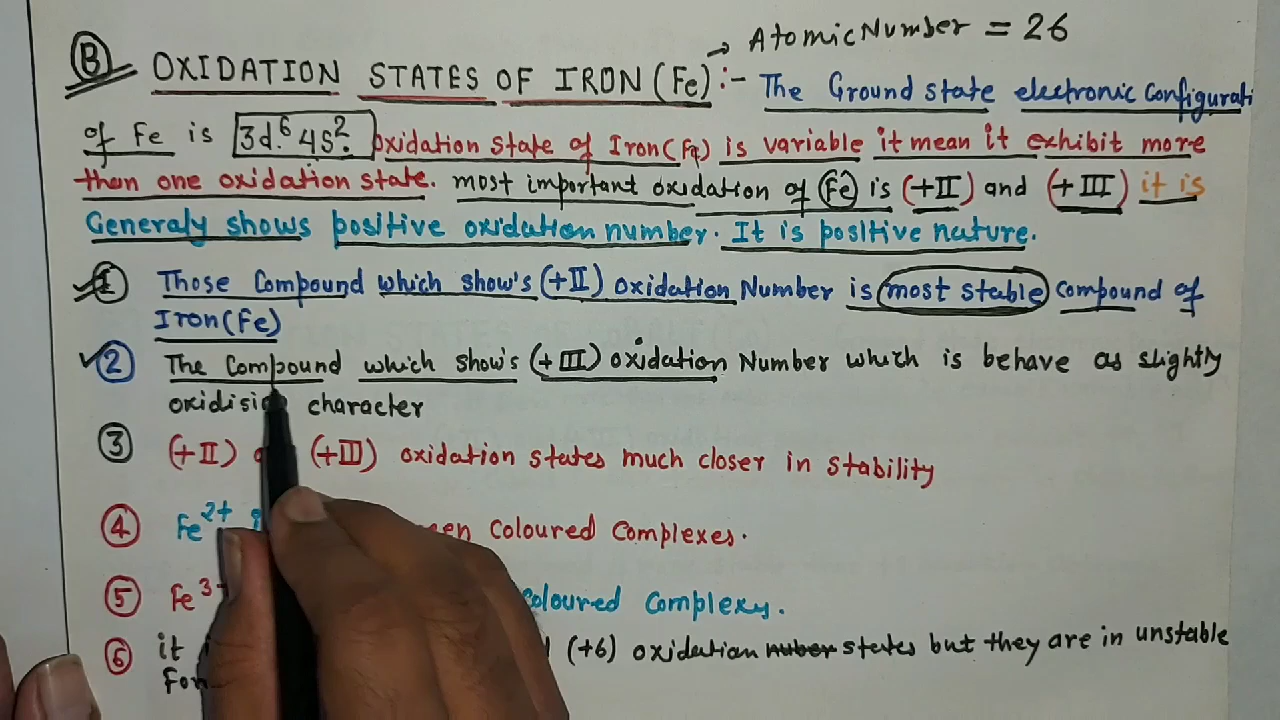 → Atomic Number = 26
B OXIDATION STATES OF IRON (Fe) :- The Ground state electronic configurati
of Fe is 3d⁶ 4s². oxidation state of Iron(Fe) is variable it mean it exhibit more
then one oxidation state. most important oxidation of Fe is (+II) and (+III) it is
Generaly shows positive oxidation number. It is positive nature.
1 Those Compound which show's (+II) oxidation Number is most stable compound of
Iron(Fe)
2 The Compound which show's (+III) oxidation Number which is behave as slightly
character
3 (+II) (+III) oxidation states much closer in stability
4 Fe²⁺ coloured complexes.
5 coloured complexy.
6 it (+6) oxidation states but they are in unstable